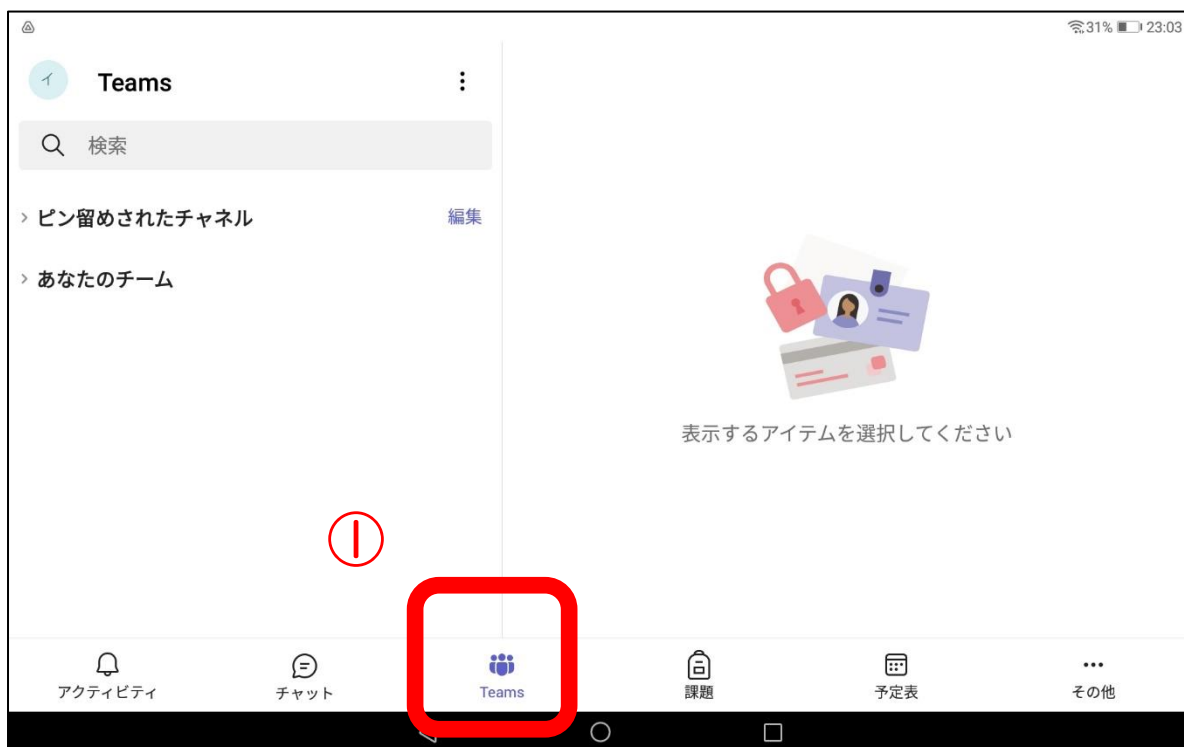 31% 23:03
イ Teams
検索
ピン留めされたチャネル 編集
あなたのチーム
表示するアイテムを選択してください
①
アクティビティ チャット Teams 課題 予定表 その他